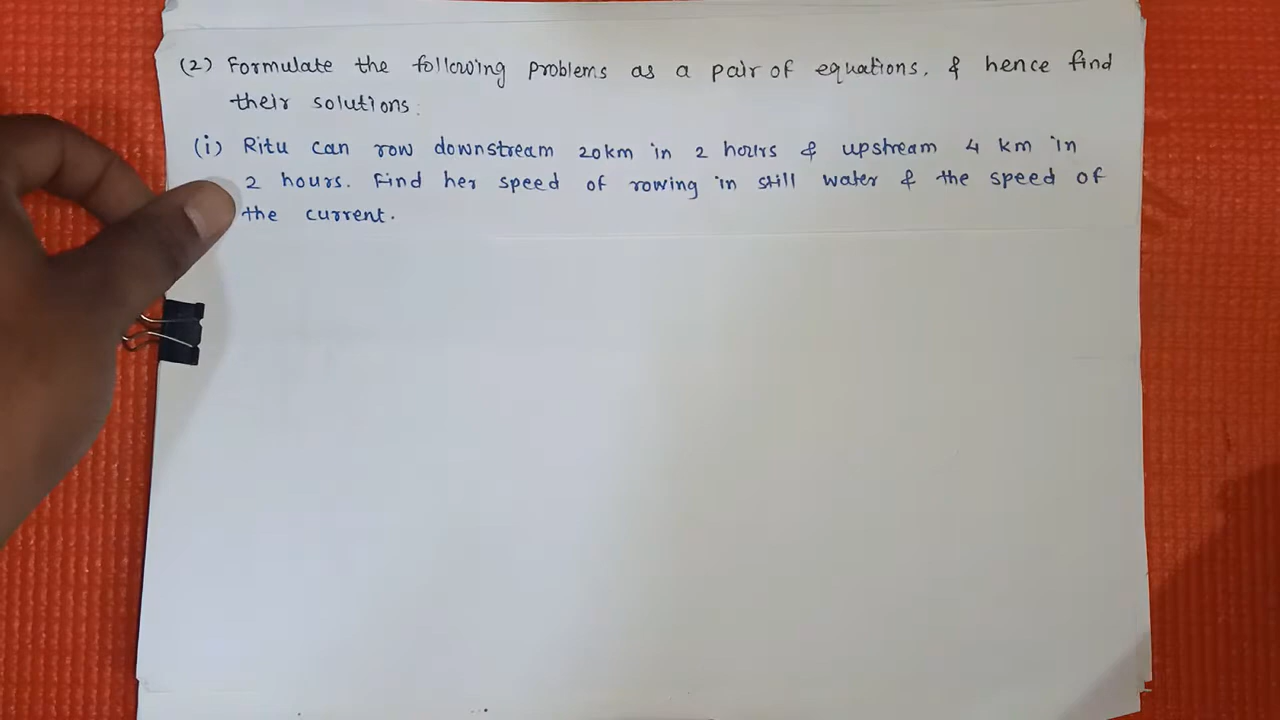 (2) Formulate the following problems as a pair of equations, & hence find
their solutions:
(i) Ritu can row downstream 20km in 2 hours & upstream 4 km in
2 hours. Find her speed of rowing in still water & the speed of
the current.